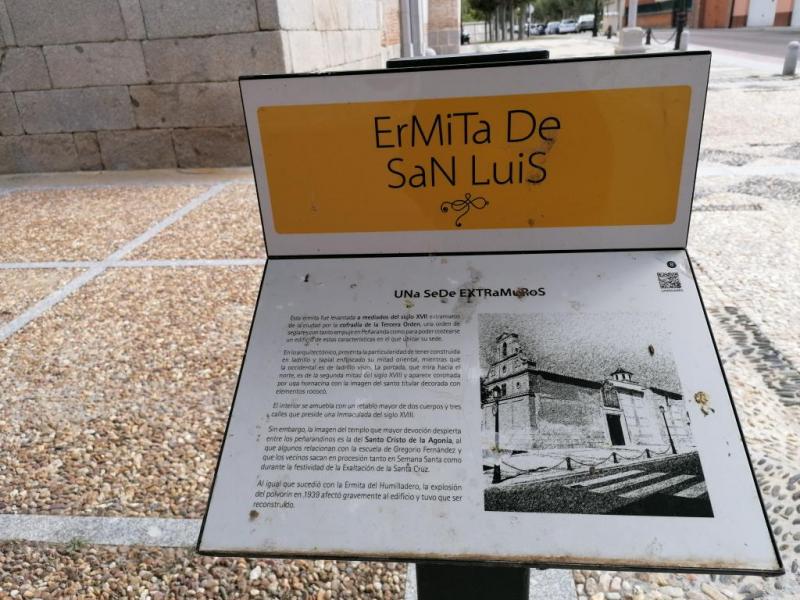 ErMiTa De
SaN LuiS
UNa SeDe EXTRaMuRoS
Esta ermita fue levantada a mediados del siglo XVII extramuros
de la ciudad por la cofradía de la Tercera Orden, una orden de
seglares con tanto empuje en Peñaranda como para poder costearse
un edificio de estas características en el que ubicar su sede.
En lo arquitectónico, presenta la particularidad de tener construida
en ladrillo y tapial enfoscado su mitad oriental, mientras que
la occidental es de ladrillo visto. La portada, que mira hacia el
norte, es de la segunda mitad del siglo XVIII y aparece coronada
por una hornacina con la imagen del santo titular decorada con
elementos rococó.
El interior se amuebla con un retablo mayor de dos cuerpos y tres
calles que preside una Inmaculada del siglo XVIII.
Sin embargo, la imagen del templo que mayor devoción despierta
entre los peñarandinos es la del Santo Cristo de la Agonía, al
que algunos relacionan con la escuela de Gregorio Fernández y
que los vecinos sacan en procesión tanto en Semana Santa como
durante la festividad de la Exaltación de la Santa Cruz.
Al igual que sucedió con la Ermita del Humilladero, la explosión
del polvorín en 1939 afectó gravemente al edificio y tuvo que ser
reconstruido.